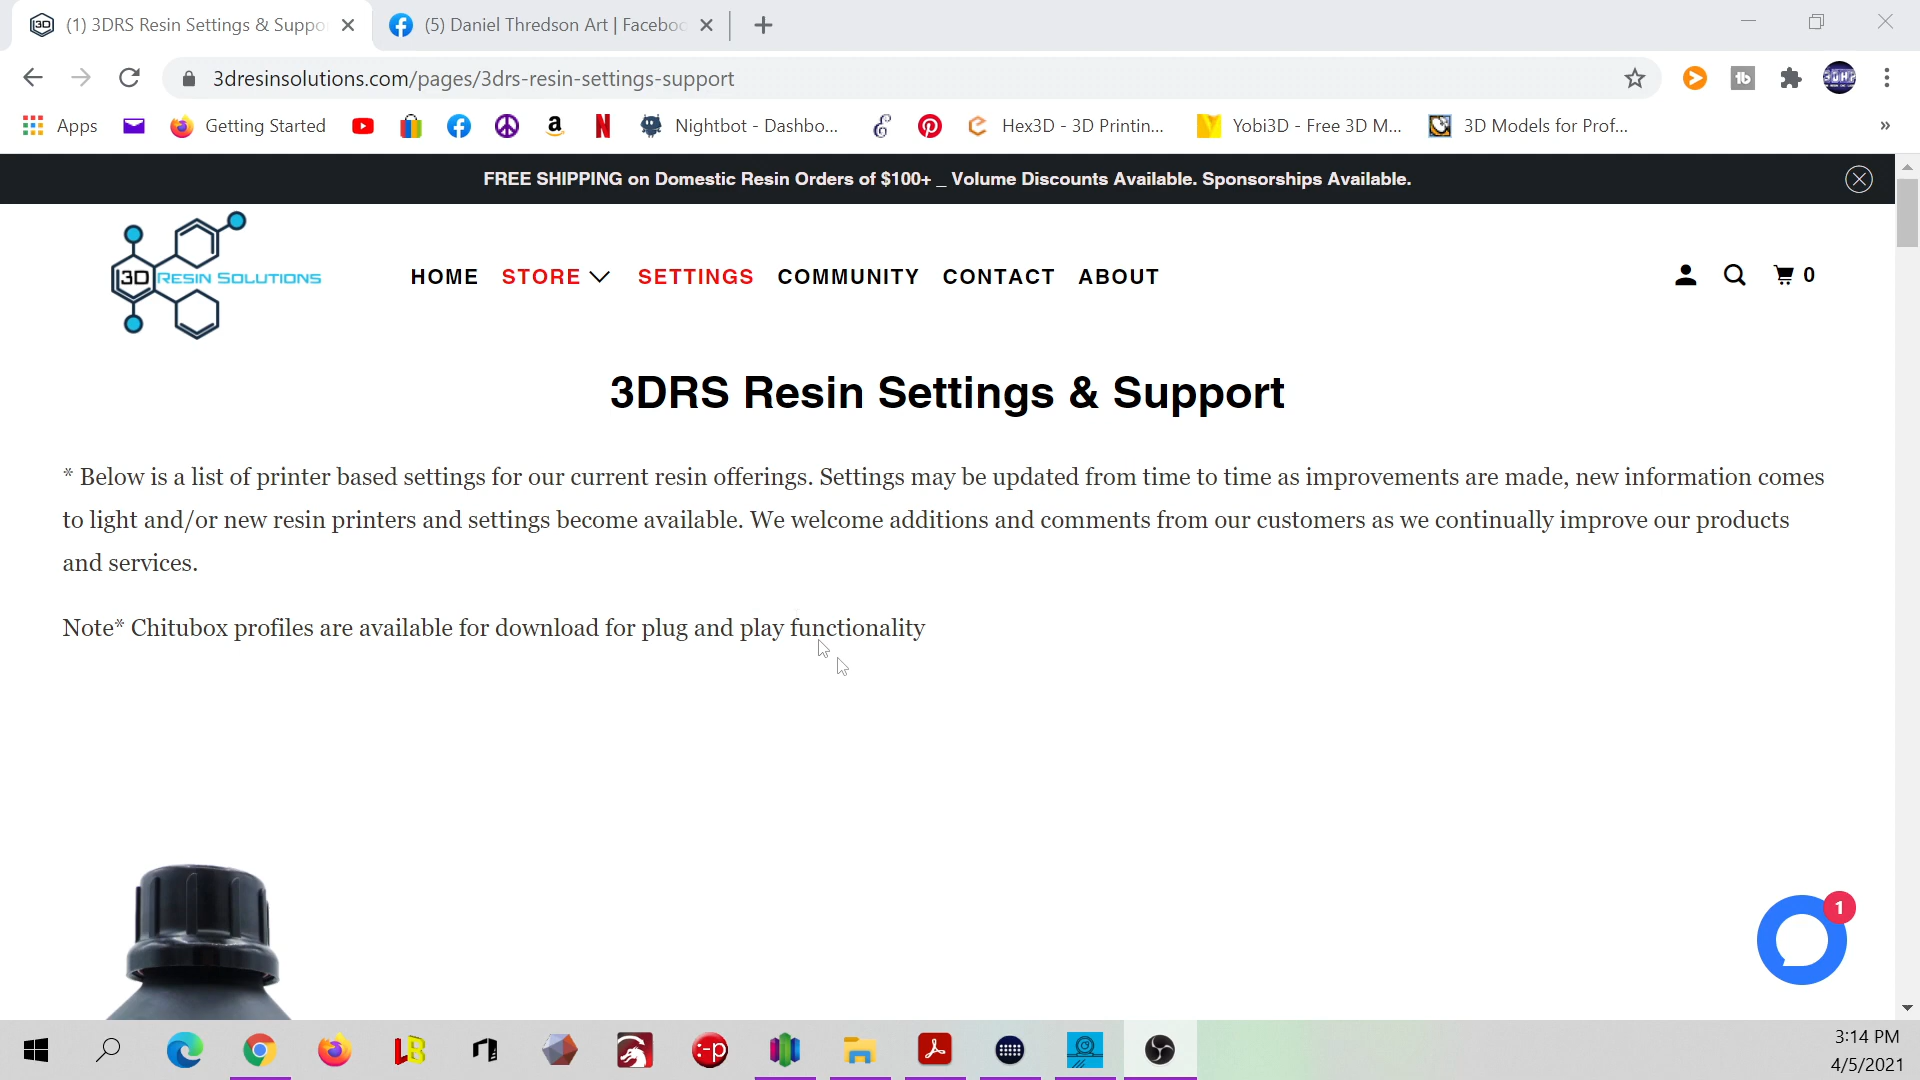 (1) 3DRS Resin Settings & Suppo
(5) Daniel Thredson Art | Faceboo
3dresinsolutions.com/pages/3drs-resin-settings-support
Apps
Getting Started
Nightbot - Dashbo...
Hex3D - 3D Printin...
Yobi3D - Free 3D M...
3D Models for Prof...
FREE SHIPPING on Domestic Resin Orders of $100+ _ Volume Discounts Available. Sponsorships Available.
3D RESIN SOLUTIONS
HOME STORE SETTINGS COMMUNITY CONTACT ABOUT
0
3DRS Resin Settings & Support
* Below is a list of printer based settings for our current resin offerings. Settings may be updated from time to time as improvements are made, new information comes
to light and/or new resin printers and settings become available. We welcome additions and comments from our customers as we continually improve our products
and services.
Note* Chitubox profiles are available for download for plug and play functionality
1
3:14 PM
4/5/2021